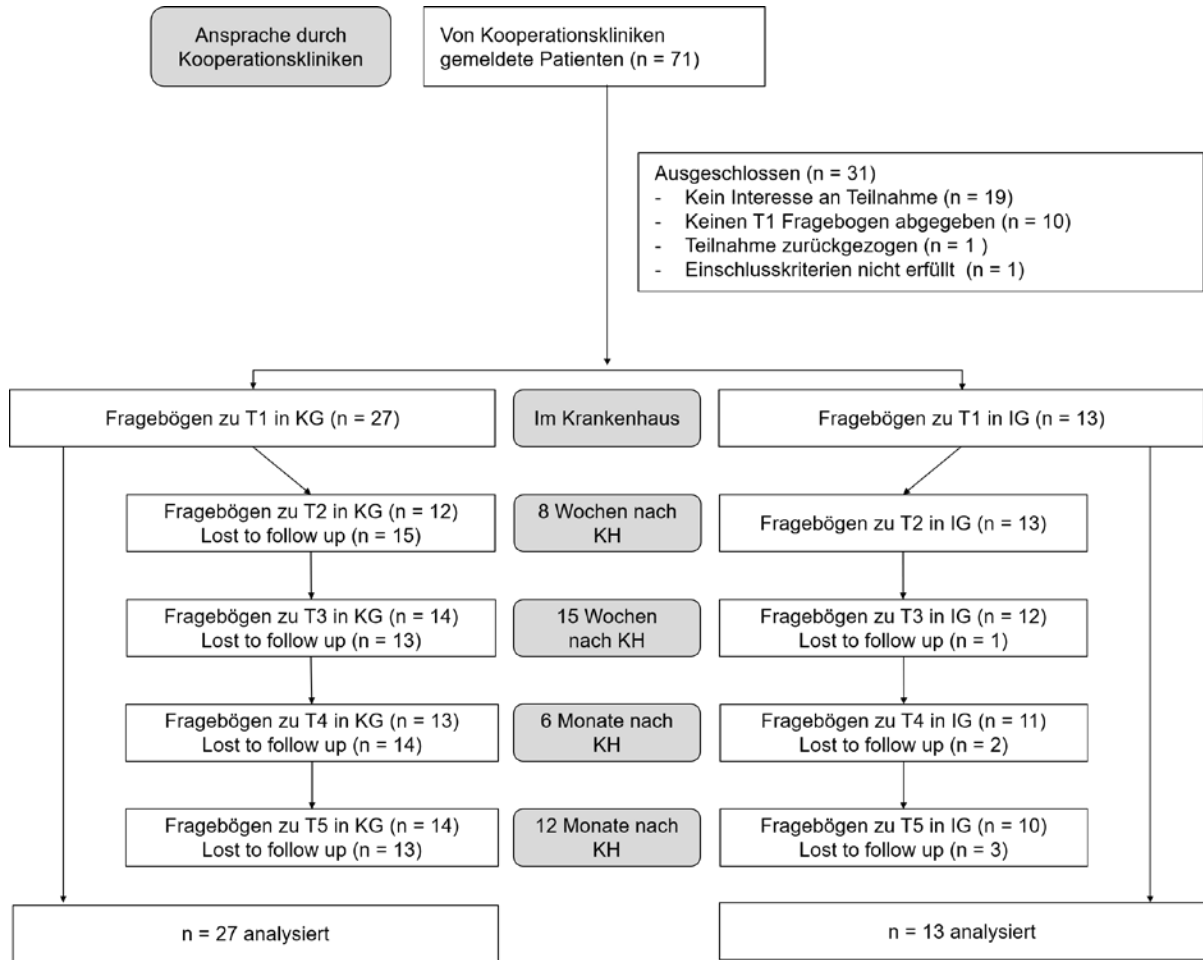 Ansprache durch
Kooperationskliniken
Von Kooperationskliniken
gemeldete Patienten (n = 71)
Ausgeschlossen (n = 31)
- Kein Interesse an Teilnahme (n = 19)
- Keinen T1 Fragebogen abgegeben (n = 10)
- Teilnahme zurückgezogen (n = 1 )
- Einschlusskriterien nicht erfüllt (n = 1)
Fragebögen zu T1 in KG (n = 27)
Im Krankenhaus
Fragebögen zu T1 in IG (n = 13)
Fragebögen zu T2 in KG (n = 12)
Lost to follow up (n = 15)
8 Wochen nach
KH
Fragebögen zu T2 in IG (n = 13)
Fragebögen zu T3 in KG (n = 14)
Lost to follow up (n = 13)
15 Wochen
nach KH
Fragebögen zu T3 in IG (n = 12)
Lost to follow up (n = 1)
Fragebögen zu T4 in KG (n = 13)
Lost to follow up (n = 14)
6 Monate nach
KH
Fragebögen zu T4 in IG (n = 11)
Lost to follow up (n = 2)
Fragebögen zu T5 in KG (n = 14)
Lost to follow up (n = 13)
12 Monate nach
KH
Fragebögen zu T5 in IG (n = 10)
Lost to follow up (n = 3)
n = 27 analysiert
n = 13 analysiert